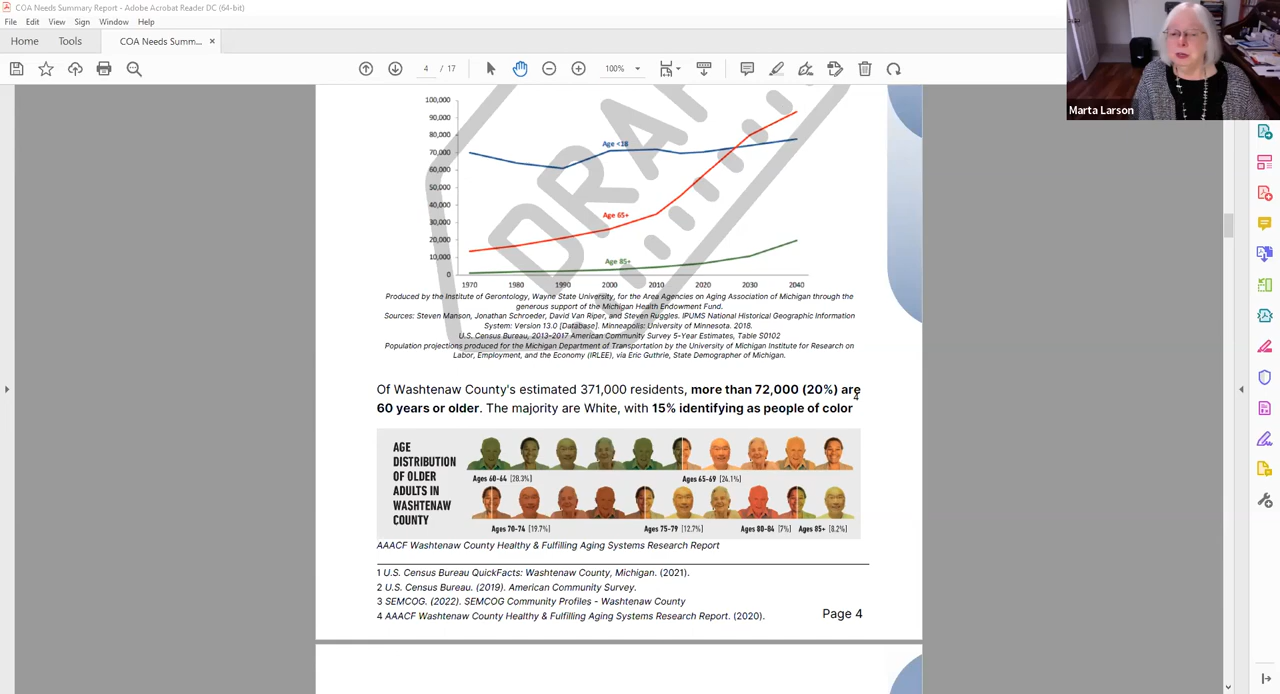 COA Needs Summary Report - Adobe Acrobat Reader DC (64-bit)
File Edit View Sign Window Help
Home Tools COA Needs Summ... ×
4 / 17 100%
Marta Larson
DRAF
100,000
90,000
80,000
70,000
60,000
50,000
40,000
30,000
20,000
10,000
0
Age <18
Age 65+
Age 85+
1970 1980 1990 2000 2010 2020 2030 2040
Produced by the Institute of Gerontology, Wayne State University, for the Area Agencies on Aging Association of Michigan through the
generous support of the Michigan Health Endowment Fund.
Sources: Steven Manson, Jonathan Schroeder, David Van Riper, and Steven Ruggles. IPUMS National Historical Geographic Information
System: Version 13.0 [Database]. Minneapolis: University of Minnesota. 2018.
U.S. Census Bureau, 2013-2017 American Community Survey 5-Year Estimates, Table S0102
Population projections produced for the Michigan Department of Transportation by the University of Michigan Institute for Research on
Labor, Employment, and the Economy (IRLEE), via Eric Guthrie, State Demographer of Michigan.
Of Washtenaw County's estimated 371,000 residents, more than 72,000 (20%) are
60 years or older. The majority are White, with 15% identifying as people of color 4
AGE
DISTRIBUTION
OF OLDER
ADULTS IN
WASHTENAW
COUNTY
Ages 60-64 [28.3%] Ages 65-69 [24.1%]
Ages 70-74 [19.7%] Ages 75-79 [12.7%] Ages 80-84 [7%] Ages 85+ [8.2%]
AAACF Washtenaw County Healthy & Fulfilling Aging Systems Research Report
1 U.S. Census Bureau QuickFacts: Washtenaw County, Michigan. (2021).
2 U.S. Census Bureau. (2019). American Community Survey.
3 SEMCOG. (2022). SEMCOG Community Profiles - Washtenaw County
4 AAACF Washtenaw County Healthy & Fulfilling Aging Systems Research Report. (2020).
Page 4